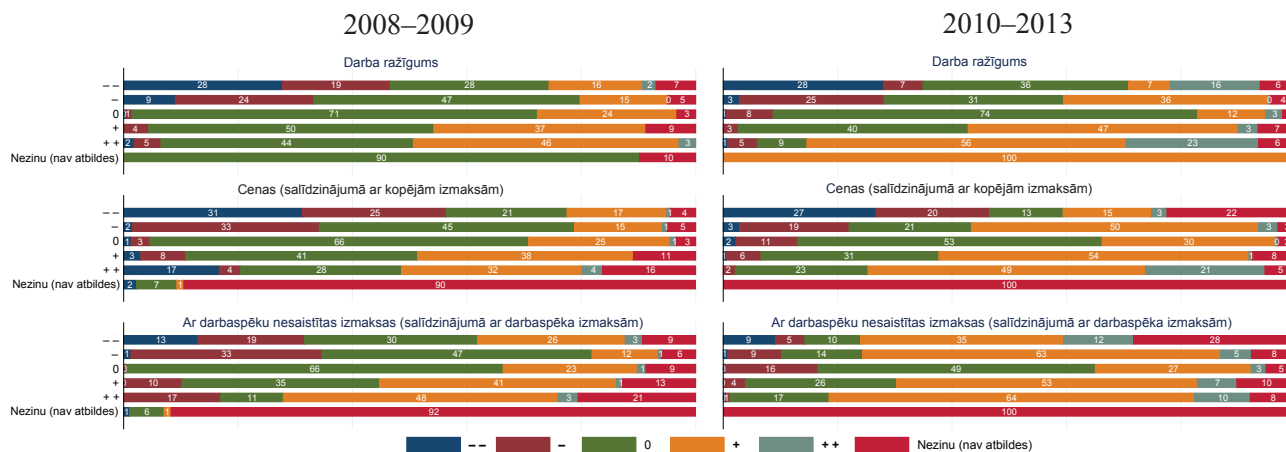 2008–2009
Darba ražīgums
– – 28 19 28 16 2 7
– 9 24 47 15 0 5
0 71 24 3
+ 4 50 37 9
+ + 2 5 44 46 3
Nezinu (nav atbildes) 90 10
Cenas (salīdzinājumā ar kopējām izmaksām)
– – 31 25 21 17 1 4
– 2 33 45 15 1 5
0 1 3 66 25 1 3
+ 3 8 41 38 11
+ + 17 4 28 32 4 16
Nezinu (nav atbildes) 2 7 1 90
Ar darbaspēku nesaistītas izmaksas (salīdzinājumā ar darbaspēka izmaksām)
– – 13 19 30 26 3 9
– 1 33 47 12 1 6
0 0 66 23 1 9
+ 0 10 35 41 1 13
+ + 17 11 48 3 21
Nezinu (nav atbildes) 1 6 1 92
2010–2013
Darba ražīgums
28 7 36 7 16 6
3 25 31 36 0 4
1 8 74 12 3
3 40 47 3 7
1 5 9 56 23 6
100
Cenas (salīdzinājumā ar kopējām izmaksām)
27 20 13 15 3 22
3 19 21 50 3
2 11 53 30 0
1 6 31 54 1 8
2 23 49 21 5
100
Ar darbaspēku nesaistītas izmaksas (salīdzinājumā ar darbaspēka izmaksām)
9 5 10 35 12 28
1 9 14 63 5 8
0 16 49 27 3 5
0 4 26 53 7 10
17 64 10 8
100
– – – 0 + + + Nezinu (nav atbildes)